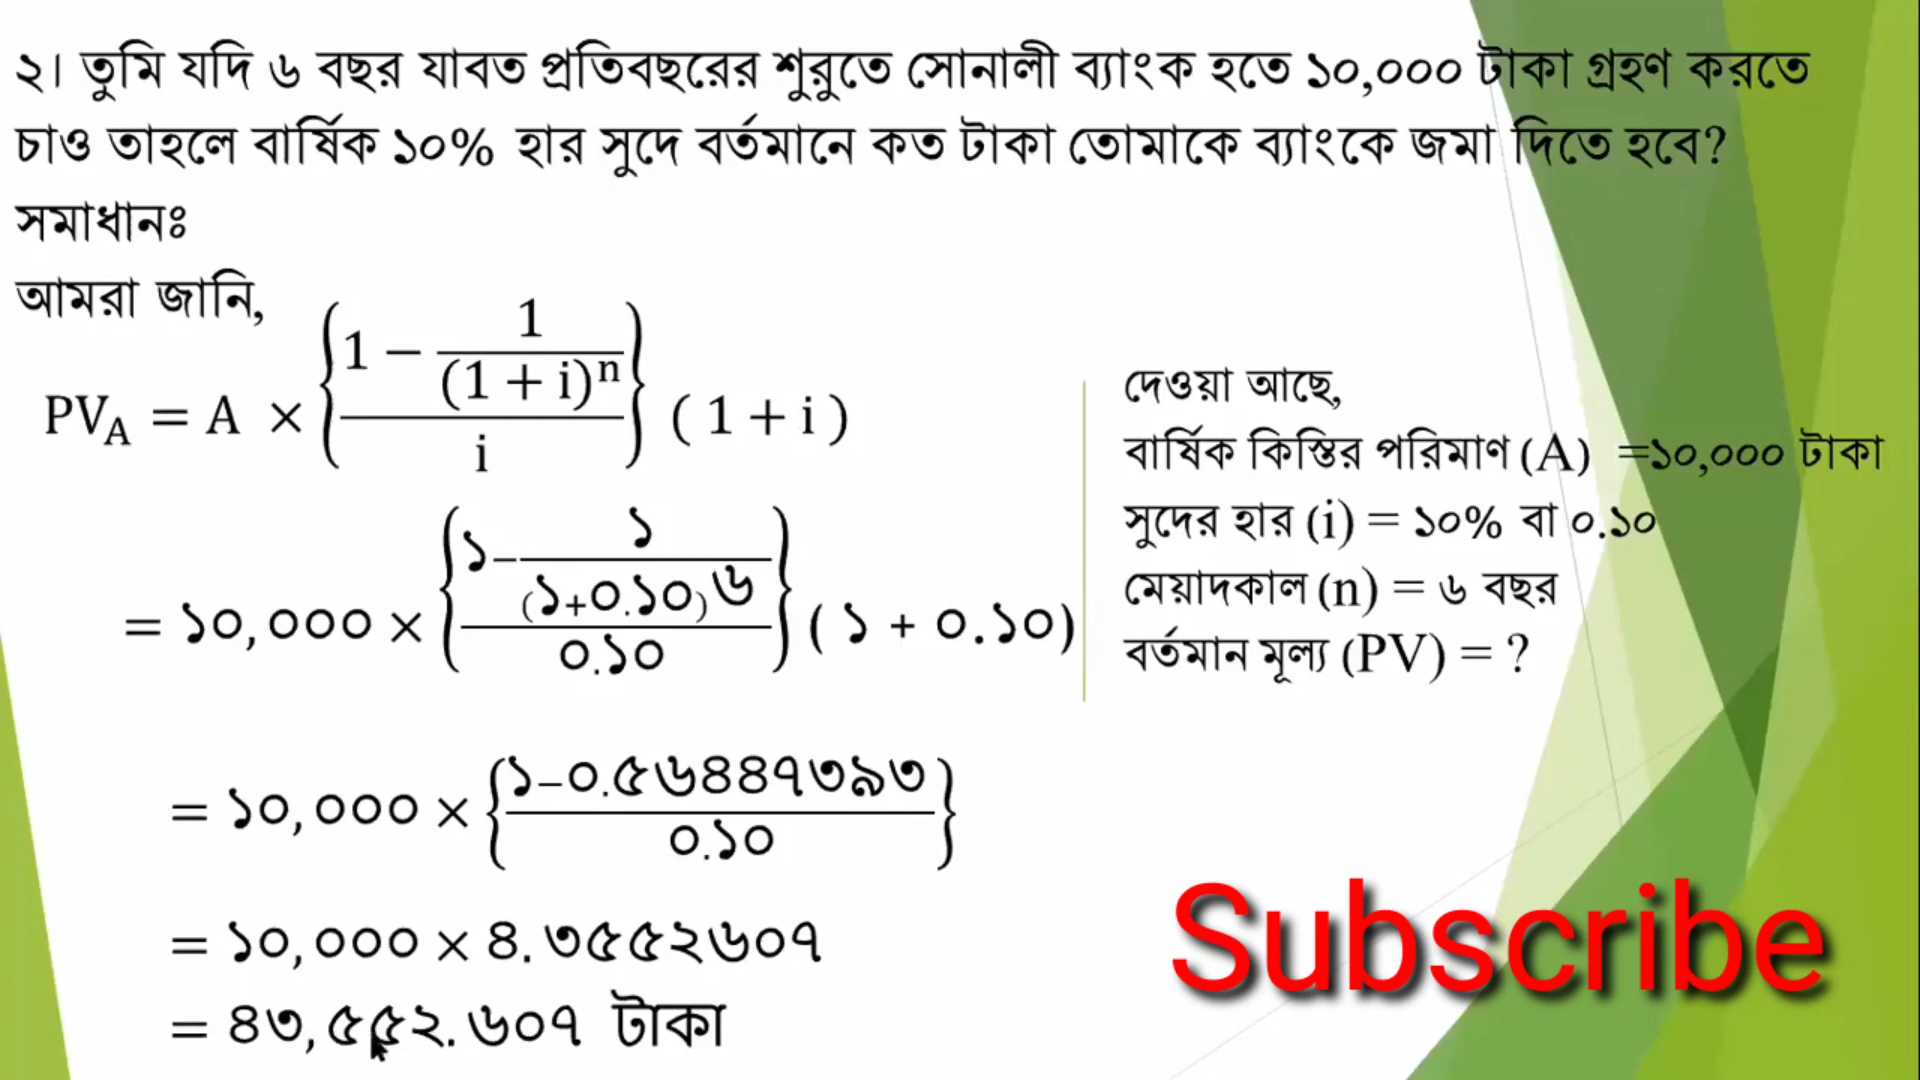 ২। তুমি যদি ৬ বছর যাবত প্রতিবছরের শুরুতে সোনালী ব্যাংক হতে ১০,০০০ টাকা গ্রহণ করতে
চাও তাহলে বার্ষিক ১০% হার সুদে বর্তমানে কত টাকা তোমাকে ব্যাংকে জমা দিতে হবে?
সমাধানঃ
আমরা জানি,
PV_A = A × {(1 − 1/(1 + i)^n)/i} ( 1 + i )
= ১০,০০০ × {(১−১/(১+০.১০)৬)/০.১০} ( ১ + ০.১০)
= ১০,০০০ × {(১−০.৫৬৪৪৭৩৯৩)/০.১০}
= ১০,০০০ × ৪.৩৫৫২৬০৭
= ৪৩,৫৫২.৬০৭ টাকা
দেওয়া আছে,
বার্ষিক কিস্তির পরিমাণ (A) =১০,০০০ টাকা
সুদের হার (i) = ১০% বা ০.১০
মেয়াদকাল (n) = ৬ বছর
বর্তমান মূল্য (PV) = ?
Subscribe